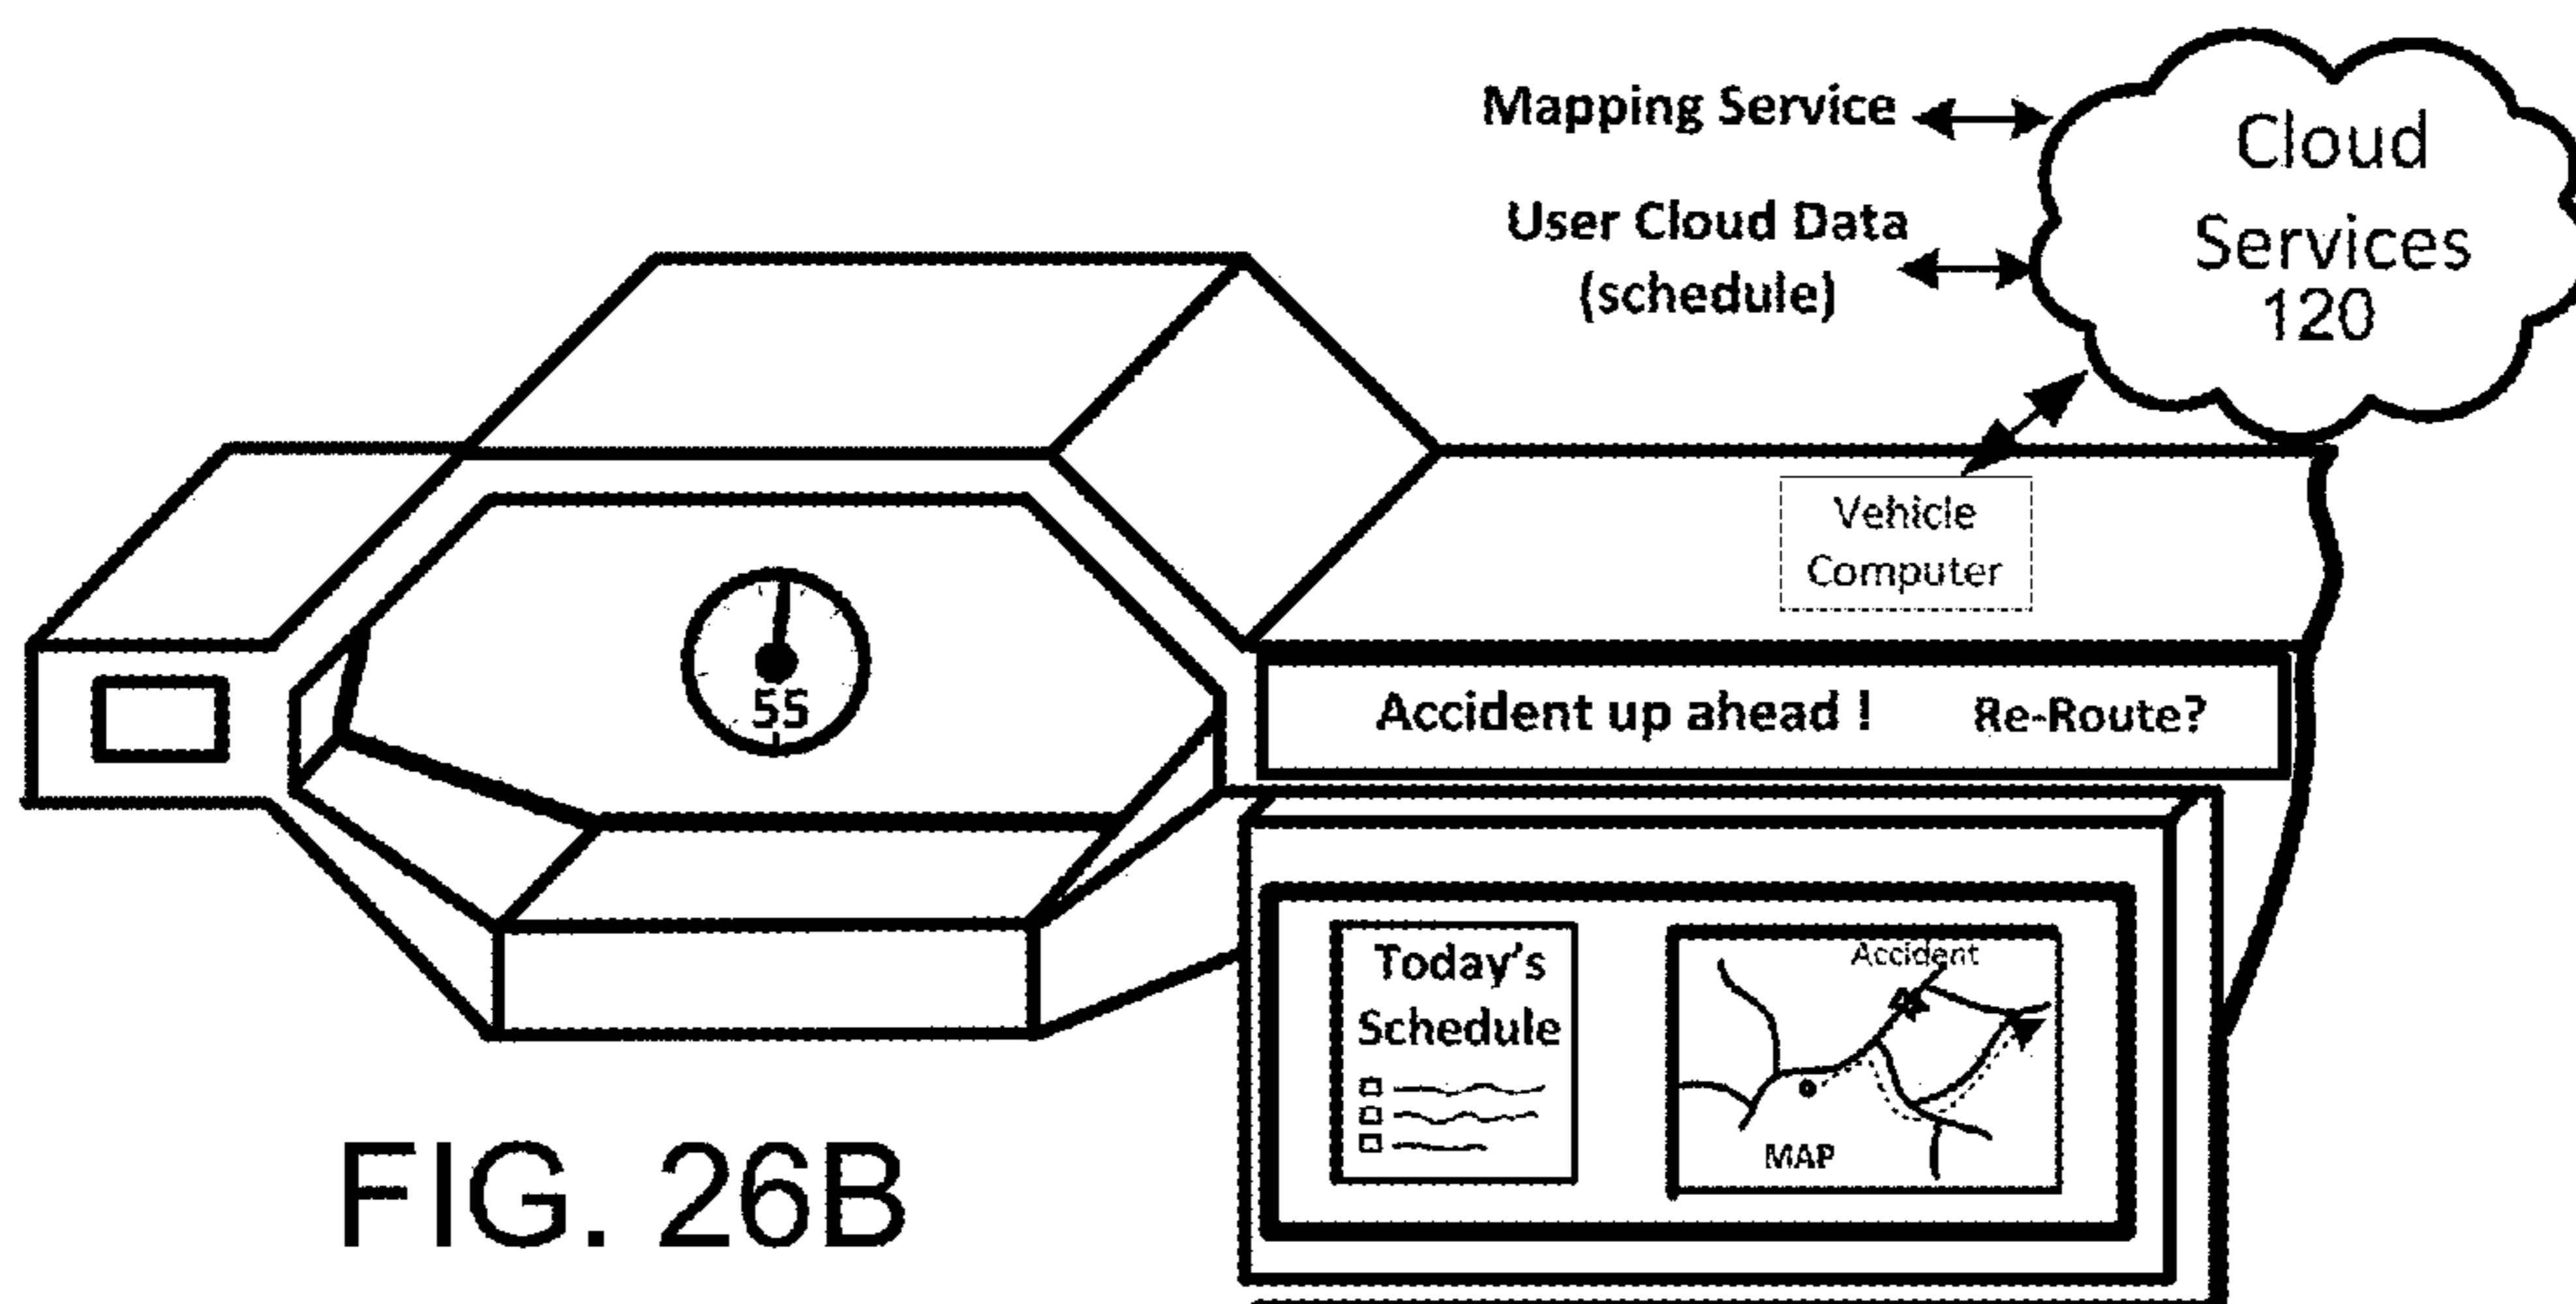 Mapping Service
User Cloud Data
(schedule)
Cloud
Services
120
Vehicle
Computer
55
Accident up ahead ! Re-Route?
Today's
Schedule
Accident
MAP
FIG. 26B